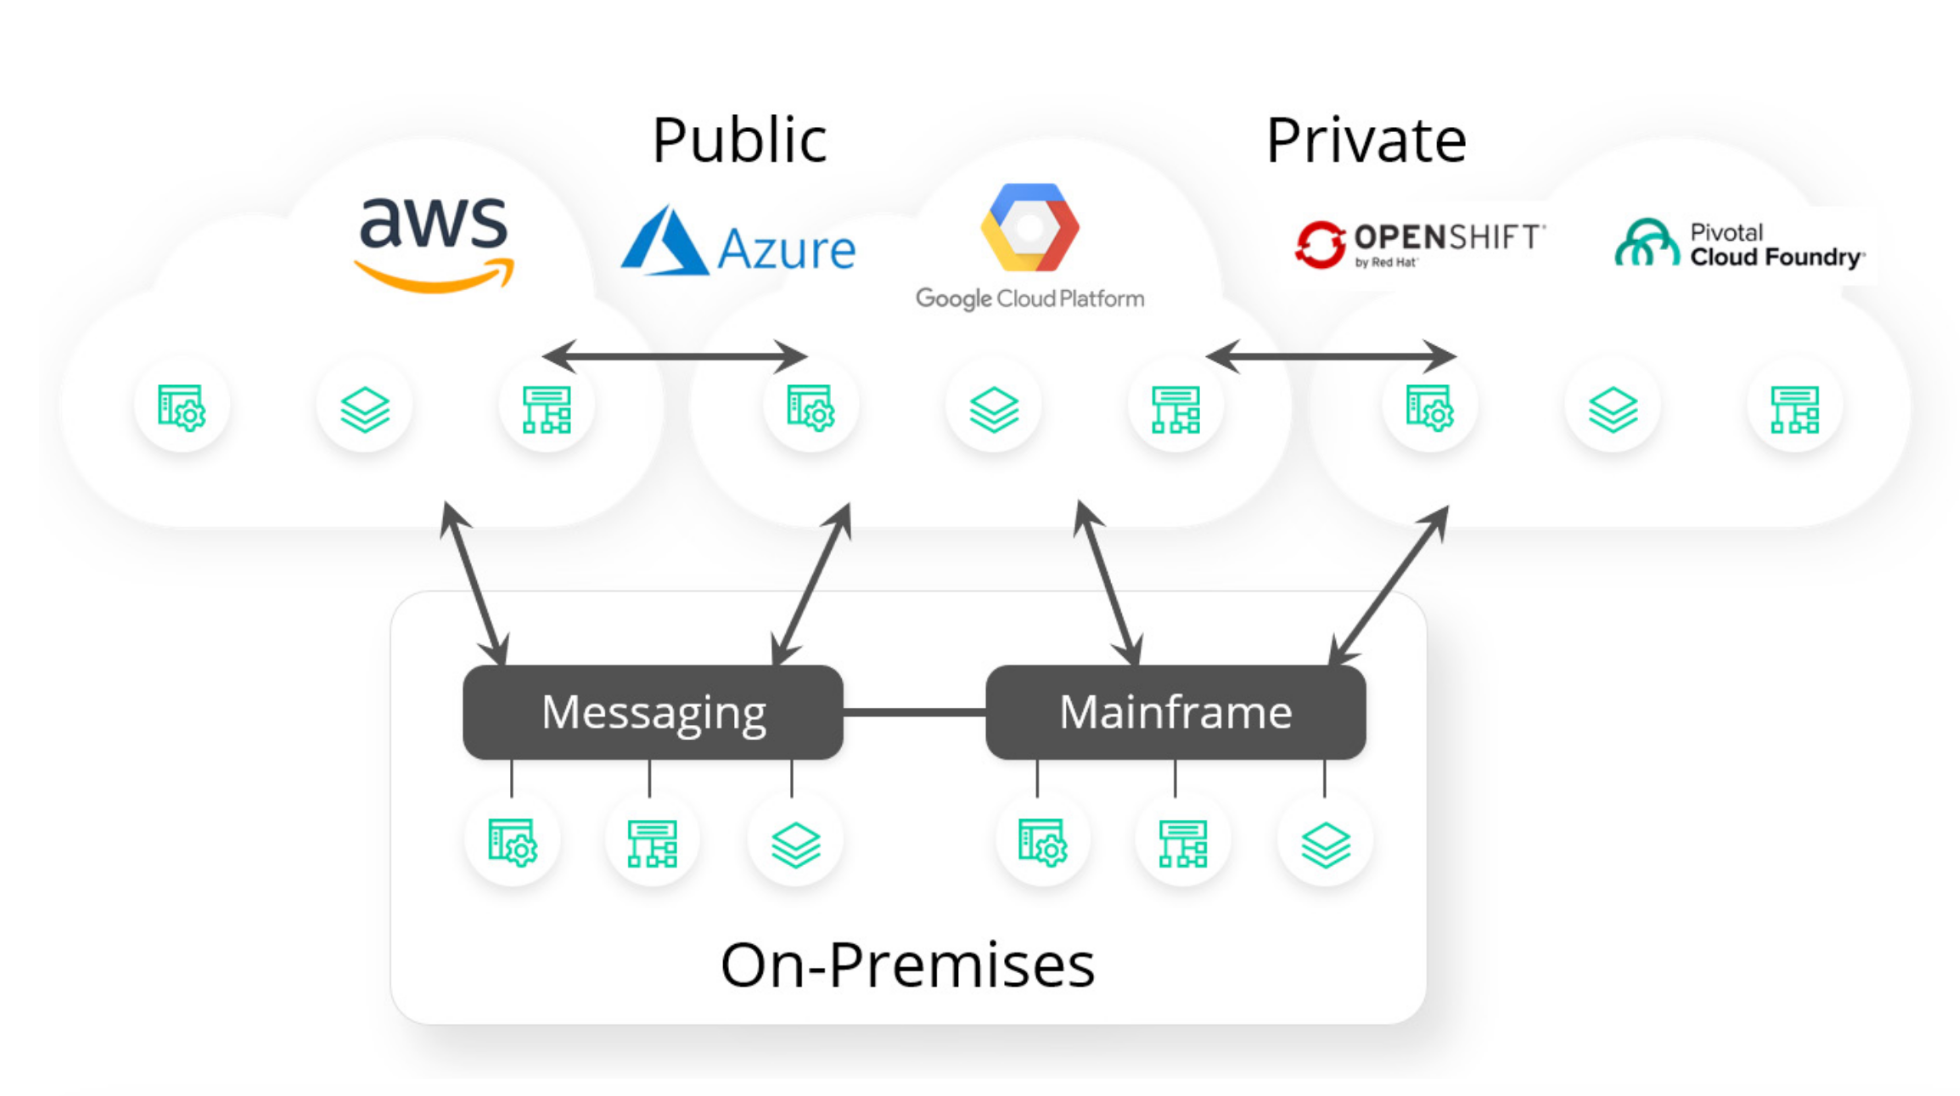 Public
Private
aws
Azure
Google Cloud Platform
OPENSHIFT
by Red Hat
Pivotal
Cloud Foundry
Messaging
Mainframe
On-Premises